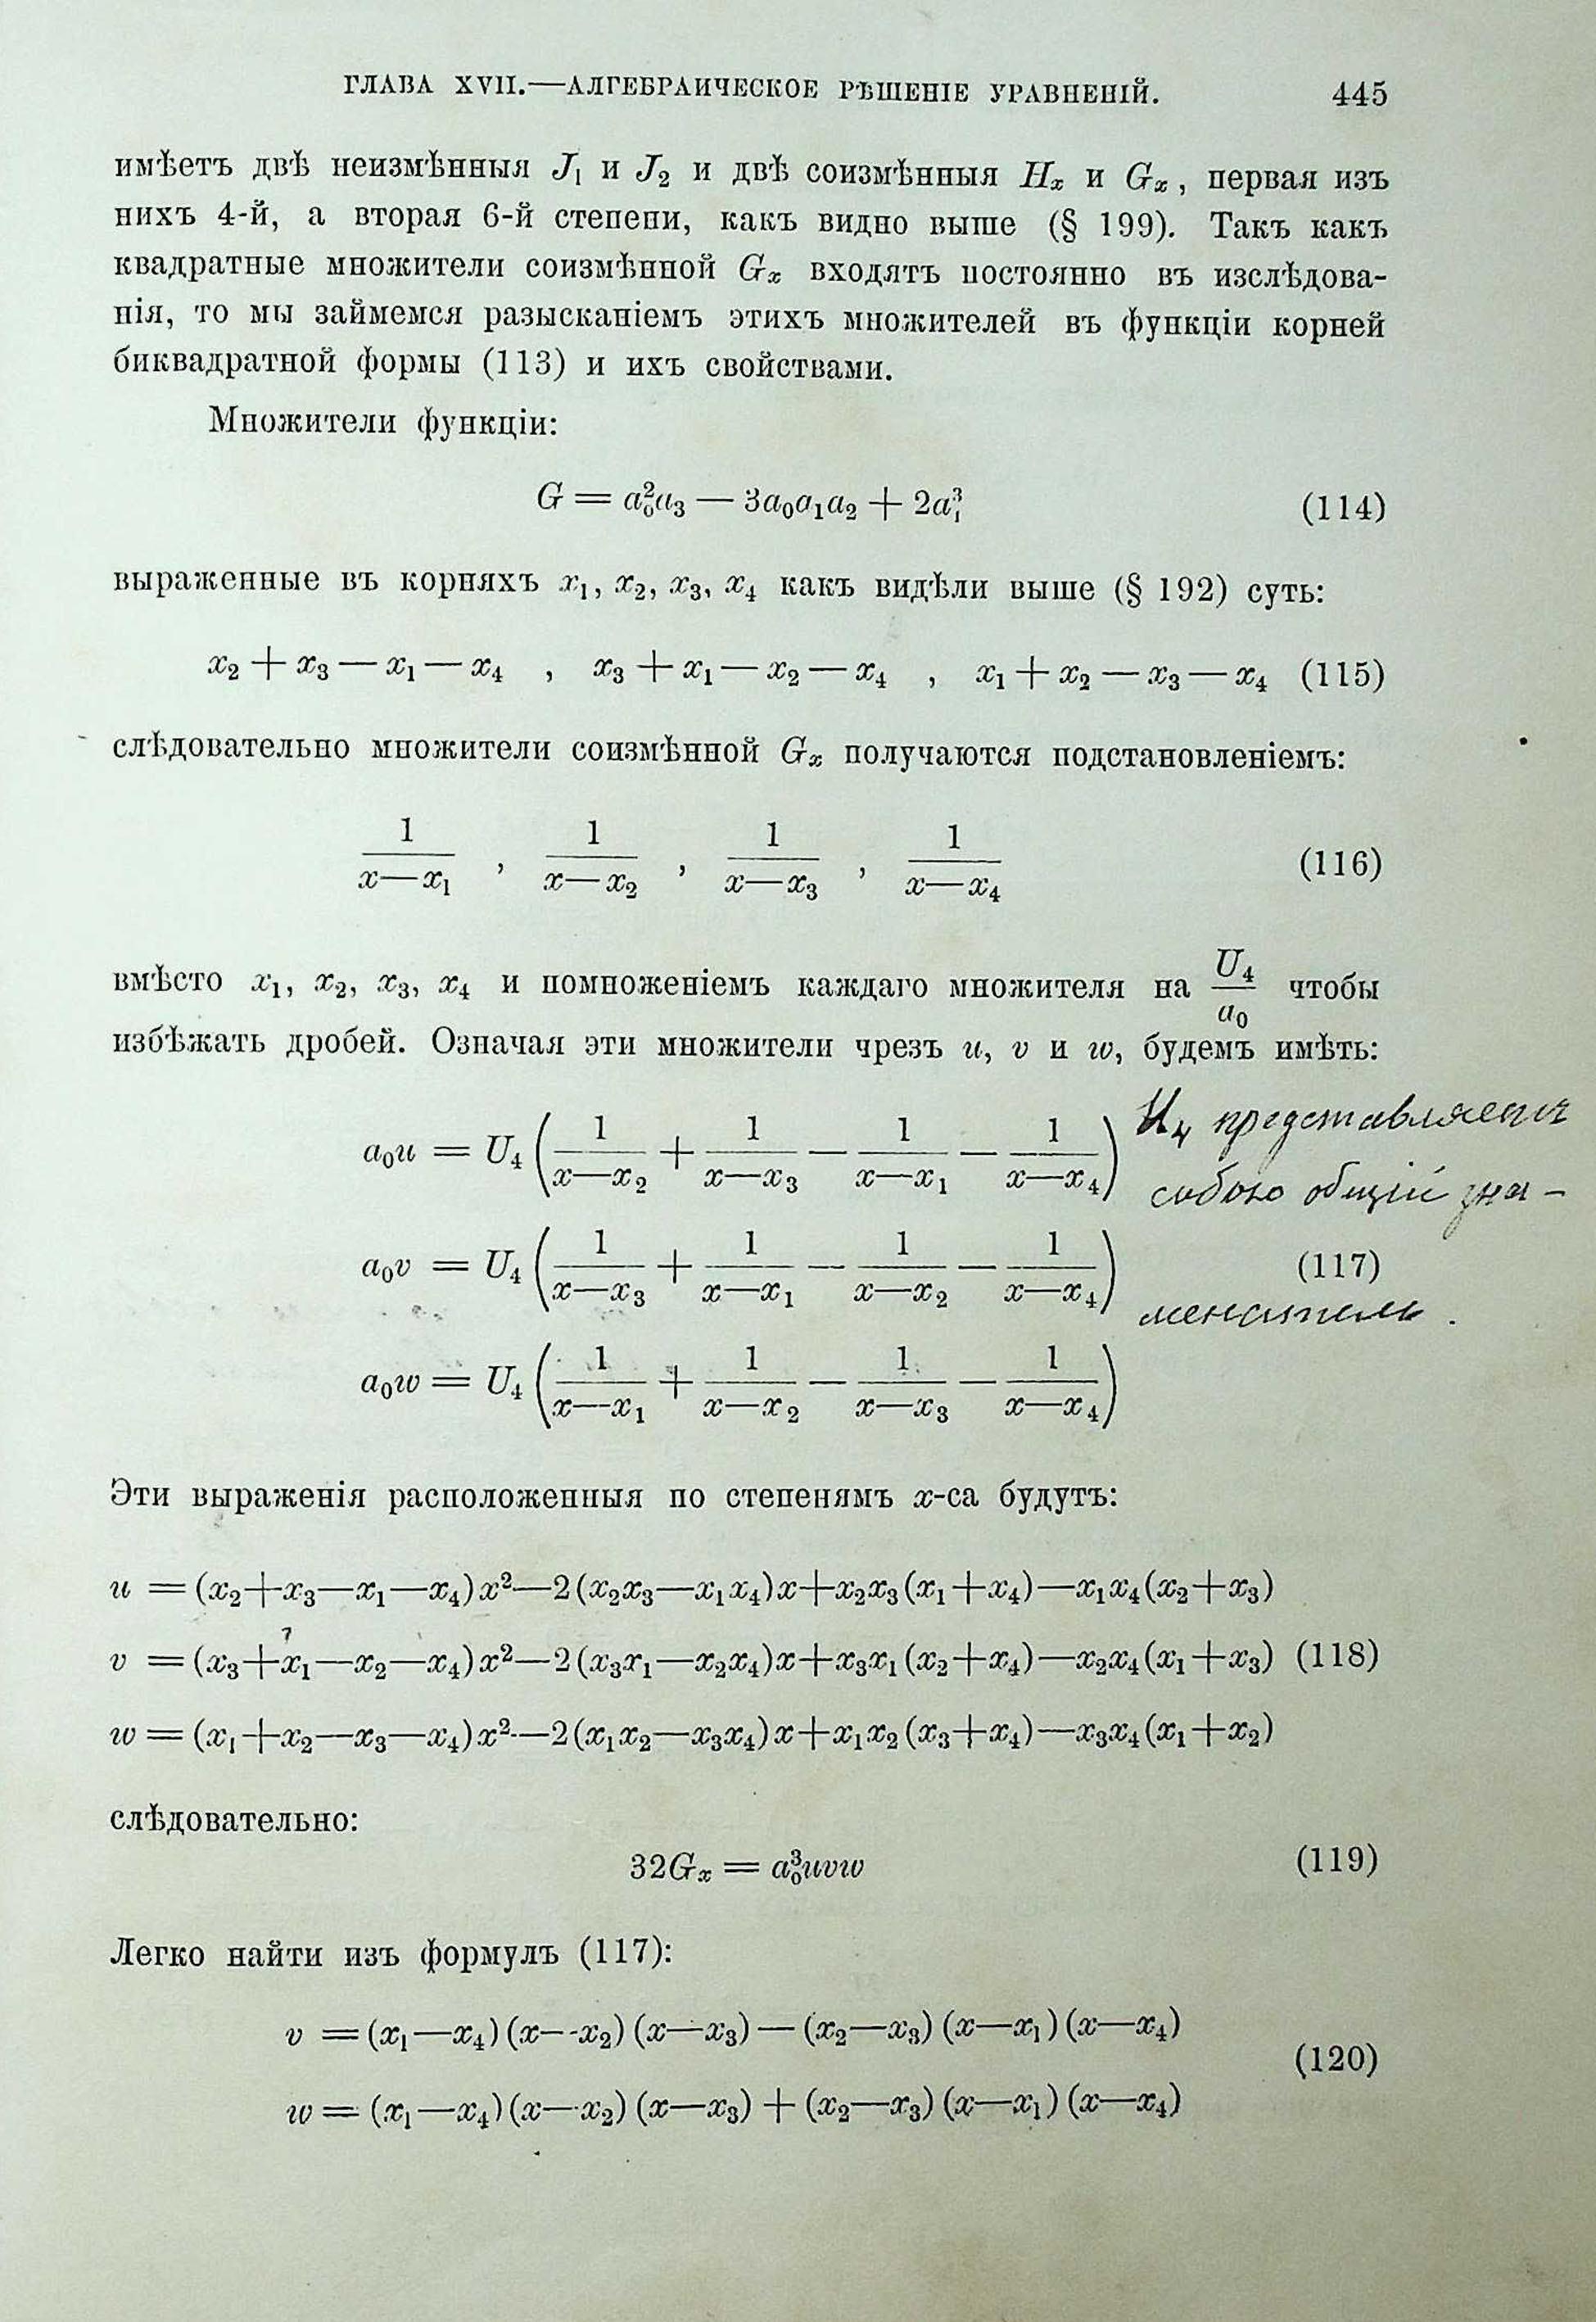 ГЛАВА XVII.—АЛГЕБРАИЧЕСКОЕ РѢШЕНІЕ УРАВНЕНІЙ. 445
имѣетъ двѣ неизмѣнныя J₁ и J₂ и двѣ соизмѣнныя Hₓ и Gₓ, первая изъ
нихъ 4-й, а вторая 6-й степени, какъ видно выше (§ 199). Такъ какъ
квадратные множители соизмѣнной Gₓ входятъ постоянно въ изслѣдова-
нія, то мы займемся разысканіемъ этихъ множителей въ функціи корней
биквадратной формы (113) и ихъ свойствами.
Множители функціи:
G = a₀²a₃ — 3a₀a₁a₂ + 2a₁³ (114)
выраженные въ корняхъ x₁, x₂, x₃, x₄ какъ видѣли выше (§ 192) суть:
x₂ + x₃ — x₁ — x₄ , x₃ + x₁ — x₂ — x₄ , x₁ + x₂ — x₃ — x₄ (115)
слѣдовательно множители соизмѣнной Gₓ получаются подстановленіемъ:
1/(x—x₁) , 1/(x—x₂) , 1/(x—x₃) , 1/(x—x₄) (116)
вмѣсто x₁, x₂, x₃, x₄ и помноженіемъ каждаго множителя на U₄/a₀ чтобы
избѣжать дробей. Означая эти множители чрезъ u, v и w, будемъ имѣть:
a₀u = U₄(1/(x—x₂) + 1/(x—x₃) — 1/(x—x₁) — 1/(x—x₄)) U₄ представляетъ
собою общій зна-
a₀v = U₄(1/(x—x₃) + 1/(x—x₁) — 1/(x—x₂) — 1/(x—x₄)) (117)
менатель.
a₀w = U₄(1/(x—x₁) + 1/(x—x₂) — 1/(x—x₃) — 1/(x—x₄))
Эти выраженія расположенныя по степенямъ x-са будутъ:
u = (x₂+x₃—x₁—x₄)x²—2(x₂x₃—x₁x₄)x+x₂x₃(x₁+x₄)—x₁x₄(x₂+x₃)
v = (x₃+x₁—x₂—x₄)x²—2(x₃x₁—x₂x₄)x+x₃x₁(x₂+x₄)—x₂x₄(x₁+x₃) (118)
w = (x₁+x₂—x₃—x₄)x²—2(x₁x₂—x₃x₄)x+x₁x₂(x₃+x₄)—x₃x₄(x₁+x₂)
слѣдовательно:
32Gₓ = a₀³uvw (119)
Легко найти изъ формулъ (117):
v = (x₁—x₄)(x—x₂)(x—x₃) — (x₂—x₃)(x—x₁)(x—x₄)
(120)
w = (x₁—x₄)(x—x₂)(x—x₃) + (x₂—x₃)(x—x₁)(x—x₄)